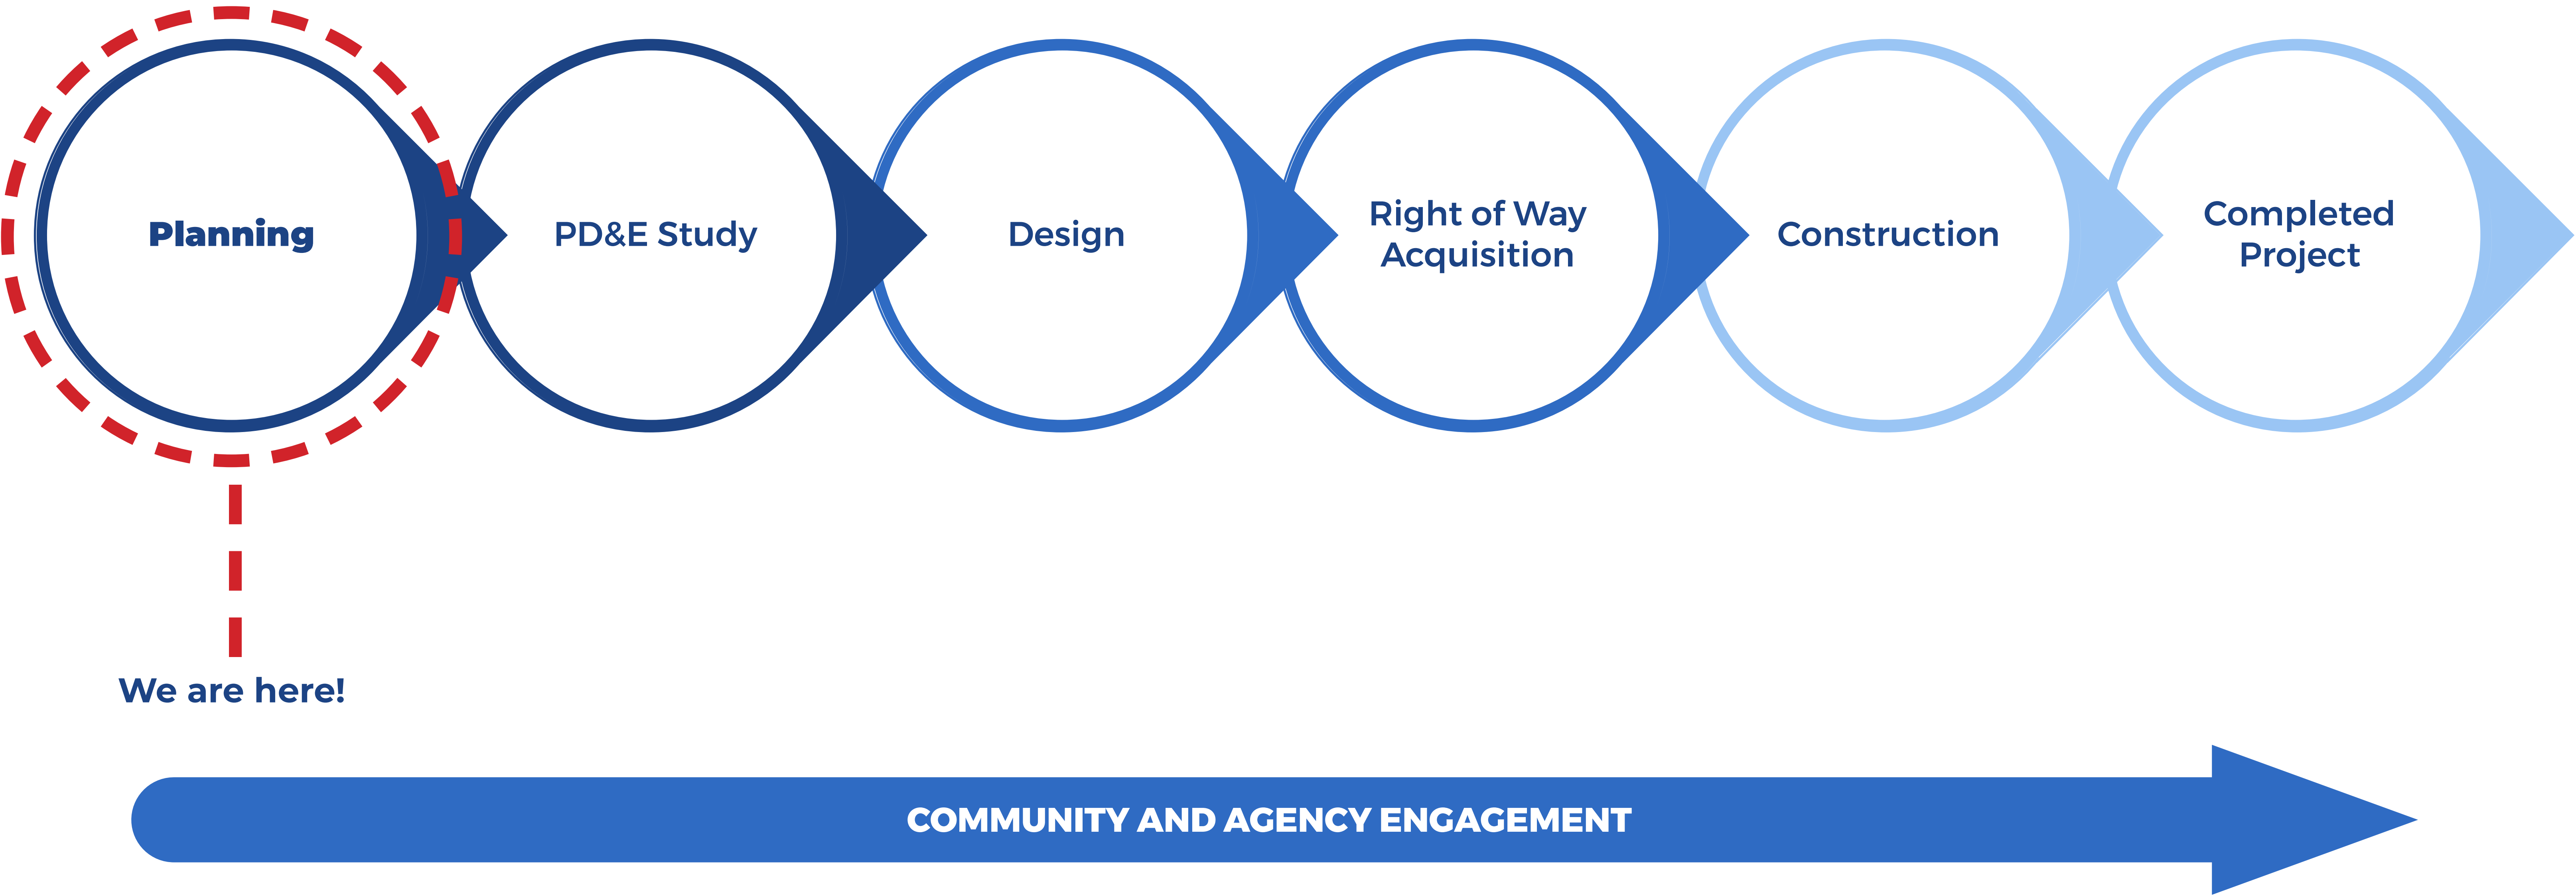 Planning
PD&E Study
Design
Right of Way
Acquisition
Construction
Completed
Project
We are here!
COMMUNITY AND AGENCY ENGAGEMENT